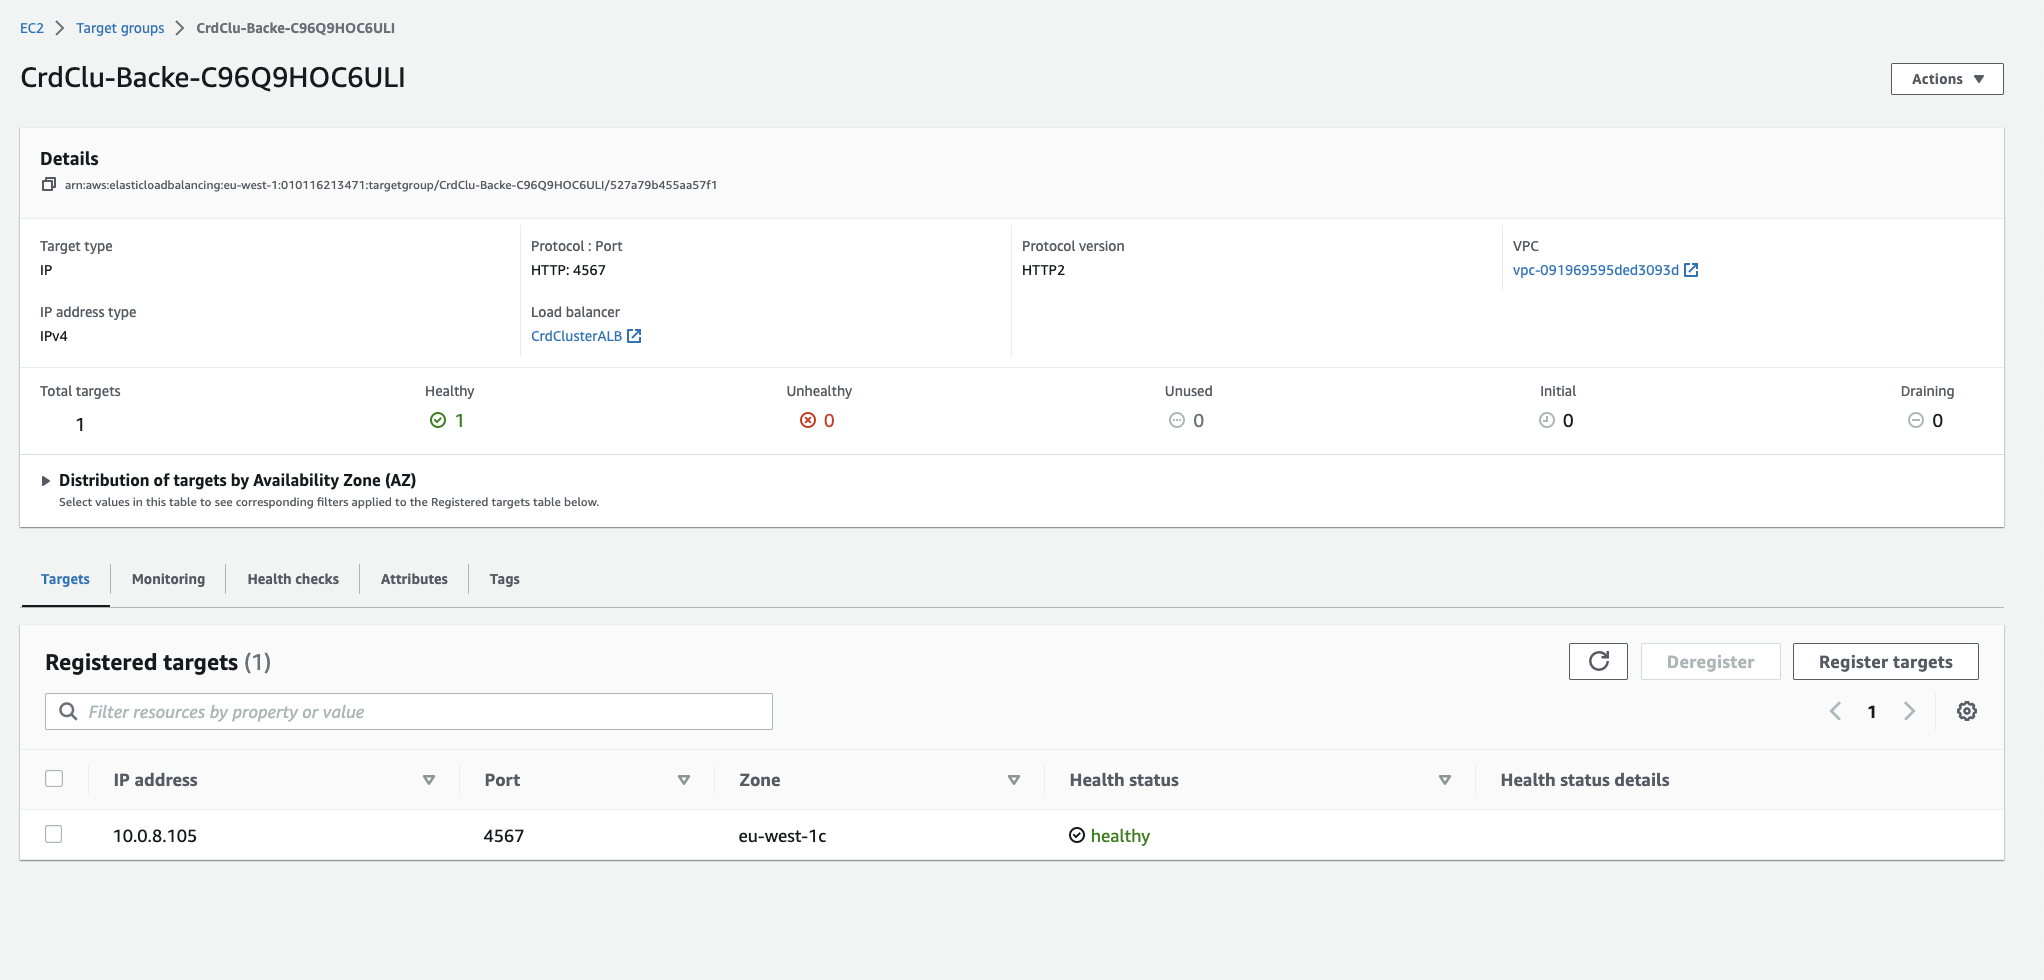 EC2 > Target groups > CrdClu-Backe-C96Q9HOC6ULI
CrdClu-Backe-C96Q9HOC6ULI
Actions
Details
arn:aws:elasticloadbalancing:eu-west-1:010116213471:targetgroup/CrdClu-Backe-C96Q9HOC6ULI/527a79b455aa57f1
Target type Protocol : Port Protocol version VPC
IP HTTP: 4567 HTTP2 vpc-091969595ded3093d
IP address type Load balancer
IPv4 CrdClusterALB
Total targets Healthy Unhealthy Unused Initial Draining
1 1 0 0 0 0
Distribution of targets by Availability Zone (AZ)
Select values in this table to see corresponding filters applied to the Registered targets table below.
Targets Monitoring Health checks Attributes Tags
Registered targets (1) Deregister Register targets
Filter resources by property or value 1
IP address Port Zone Health status Health status details
10.0.8.105 4567 eu-west-1c healthy